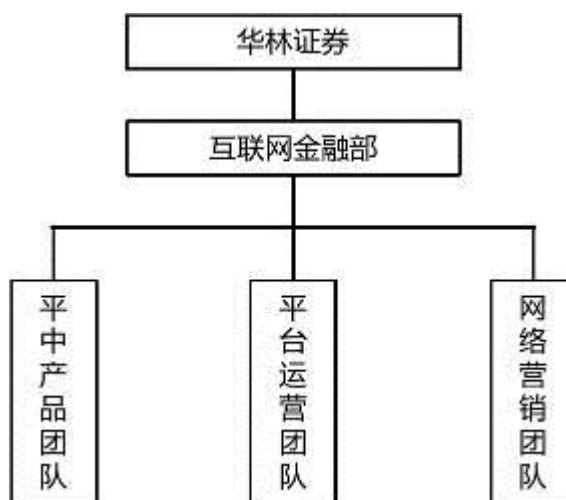 华林证券
互联网金融部
平中产品团队
平台运营团队
网络营销团队